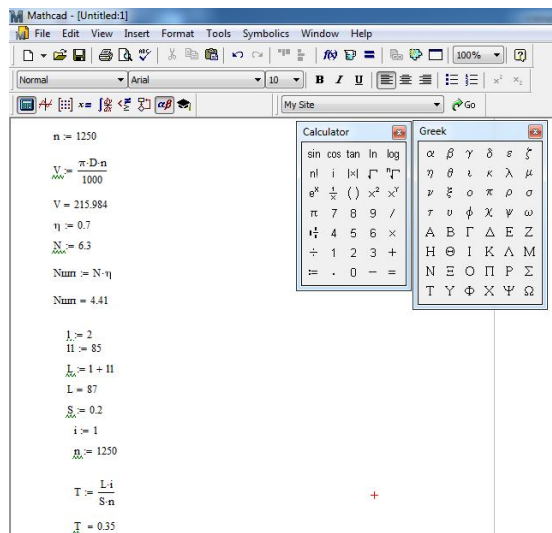 Mathcad - [Untitled:1]
File Edit View Insert Format Tools Symbolics Window Help
100%
Normal Arial 10 B I U
My Site Go
n := 1250
V := π·D·n / 1000
V = 215.984
η := 0.7
N := 6.3
Nшп := N·η
Nшп = 4.41
l := 2
l1 := 85
L := l + l1
L = 87
S := 0.2
i := 1
n := 1250
T := L·i / S·n
T = 0.35
Calculator
sin cos tan ln log
n! i |×| √ ⁿ√
eˣ 1/x ( ) ×² ×ʸ
π 7 8 9 /
4 5 6 ×
÷ 1 2 3 +
:= . 0 − =
Greek
α β γ δ ε ζ
η θ ι κ λ μ
ν ξ ο π ρ σ
τ υ ϕ χ ψ ω
Α Β Γ Δ Ε Ζ
Η Θ Ι Κ Λ Μ
Ν Ξ Ο Π Ρ Σ
Τ Υ Φ Χ Ψ Ω